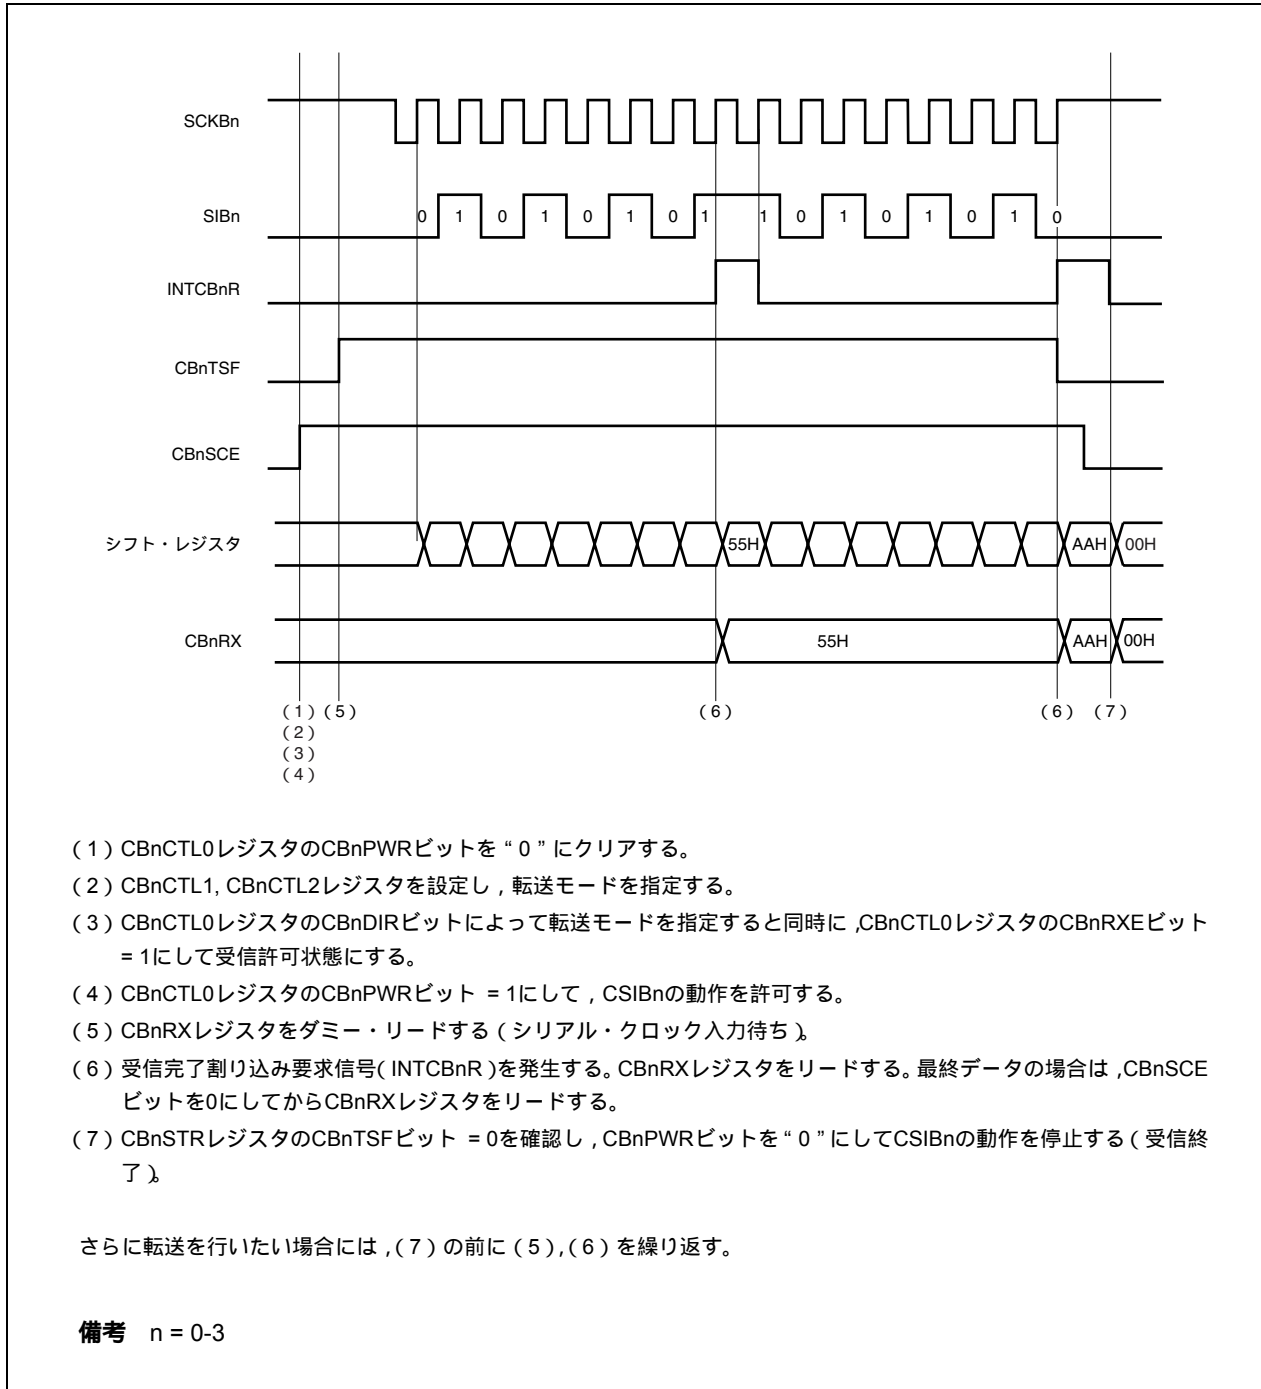 SCKBn
SIBn 0 1 0 1 0 1 0 1 1 0 1 0 1 0 1 0
INTCBnR
CBnTSF
CBnSCE
シフト・レジスタ 55H AAH 00H
CBnRX 55H AAH 00H
(1) (5) (6) (6) (7)
(2)
(3)
(4)
(1) CBnCTL0レジスタのCBnPWRビットを“0”にクリアする。
(2) CBnCTL1, CBnCTL2レジスタを設定し,転送モードを指定する。
(3) CBnCTL0レジスタのCBnDIRビットによって転送モードを指定すると同時に,CBnCTL0レジスタのCBnRXEビット
= 1にして受信許可状態にする。
(4) CBnCTL0レジスタのCBnPWRビット = 1にして,CSIBnの動作を許可する。
(5) CBnRXレジスタをダミー・リードする(シリアル・クロック入力待ち)。
(6) 受信完了割り込み要求信号(INTCBnR)を発生する。CBnRXレジスタをリードする。最終データの場合は,CBnSCE
ビットを0にしてからCBnRXレジスタをリードする。
(7) CBnSTRレジスタのCBnTSFビット = 0を確認し,CBnPWRビットを“0”にしてCSIBnの動作を停止する(受信終
了)。
さらに転送を行いたい場合には,(7)の前に(5),(6)を繰り返す。
備考 n = 0-3